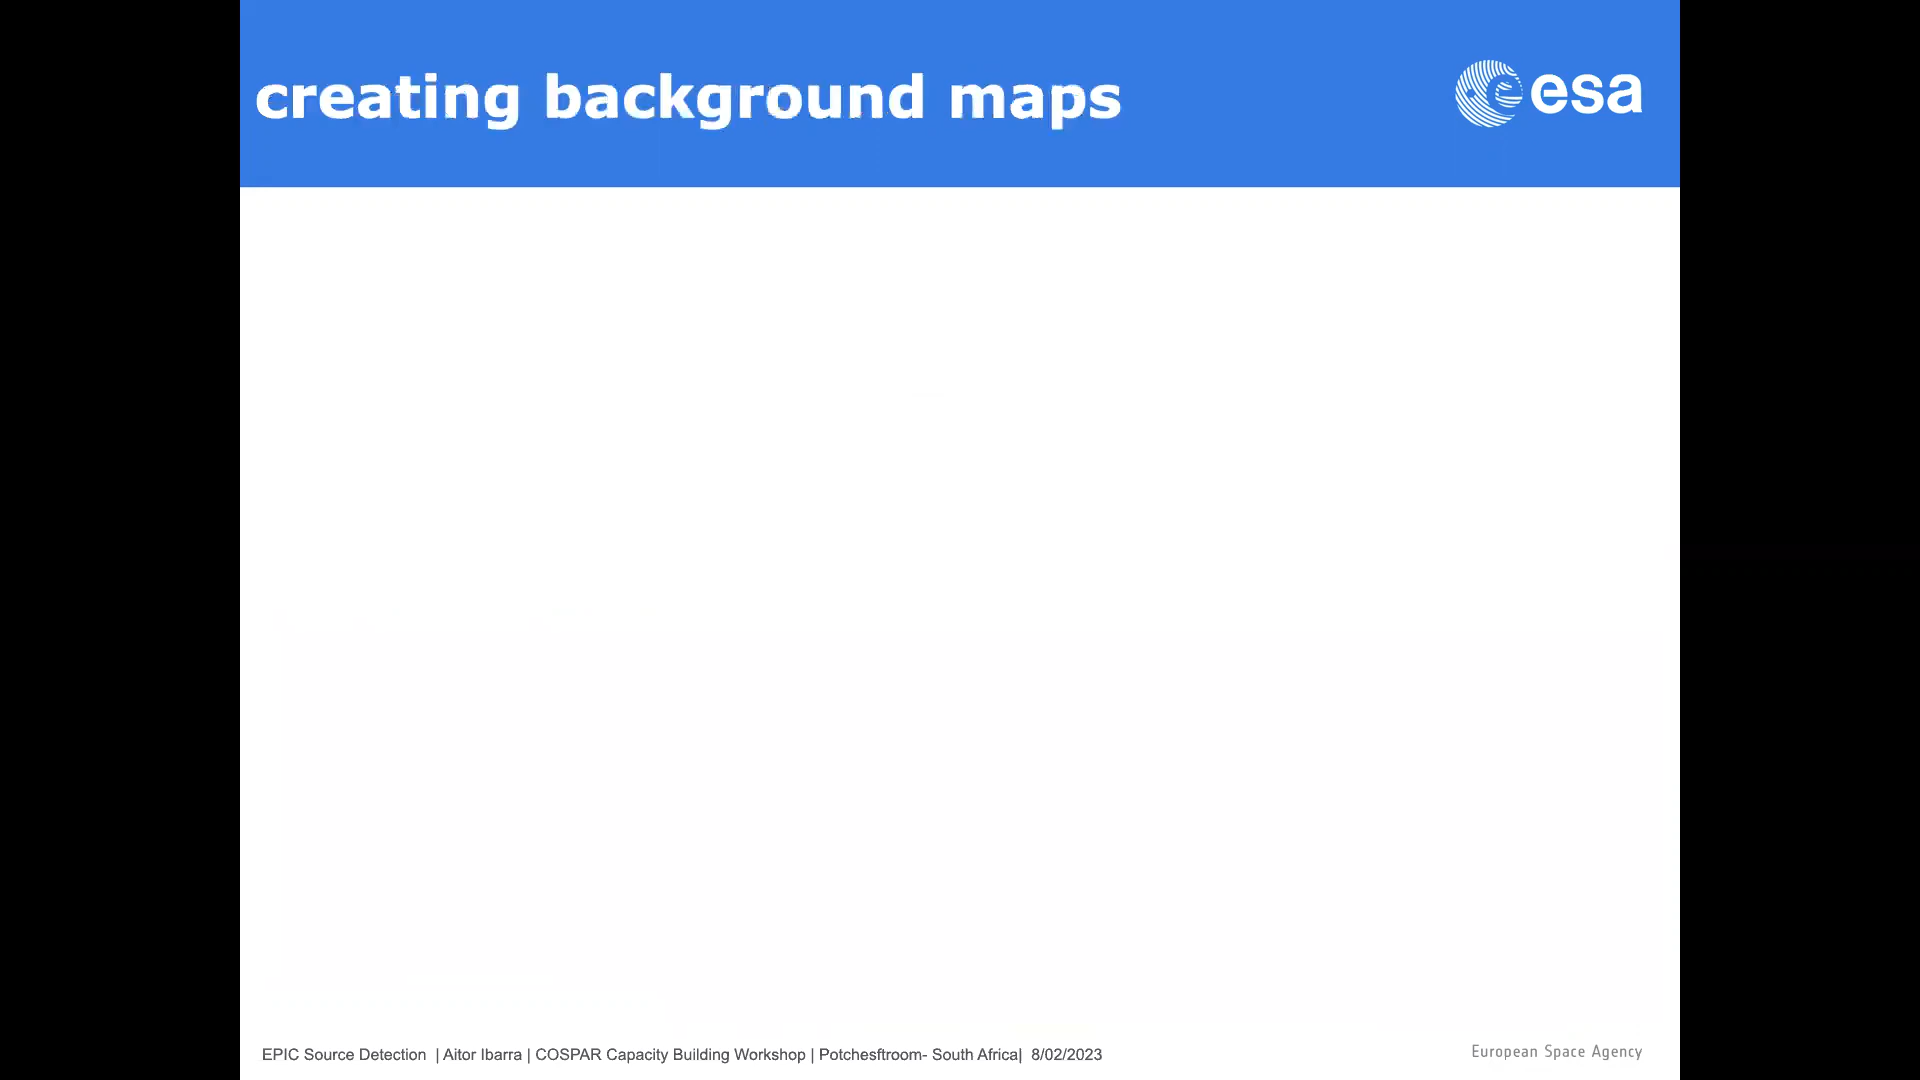 creating background maps
esa
EPIC Source Detection | Aitor Ibarra | COSPAR Capacity Building Workshop | Potchesftroom- South Africa| 8/02/2023
European Space Agency